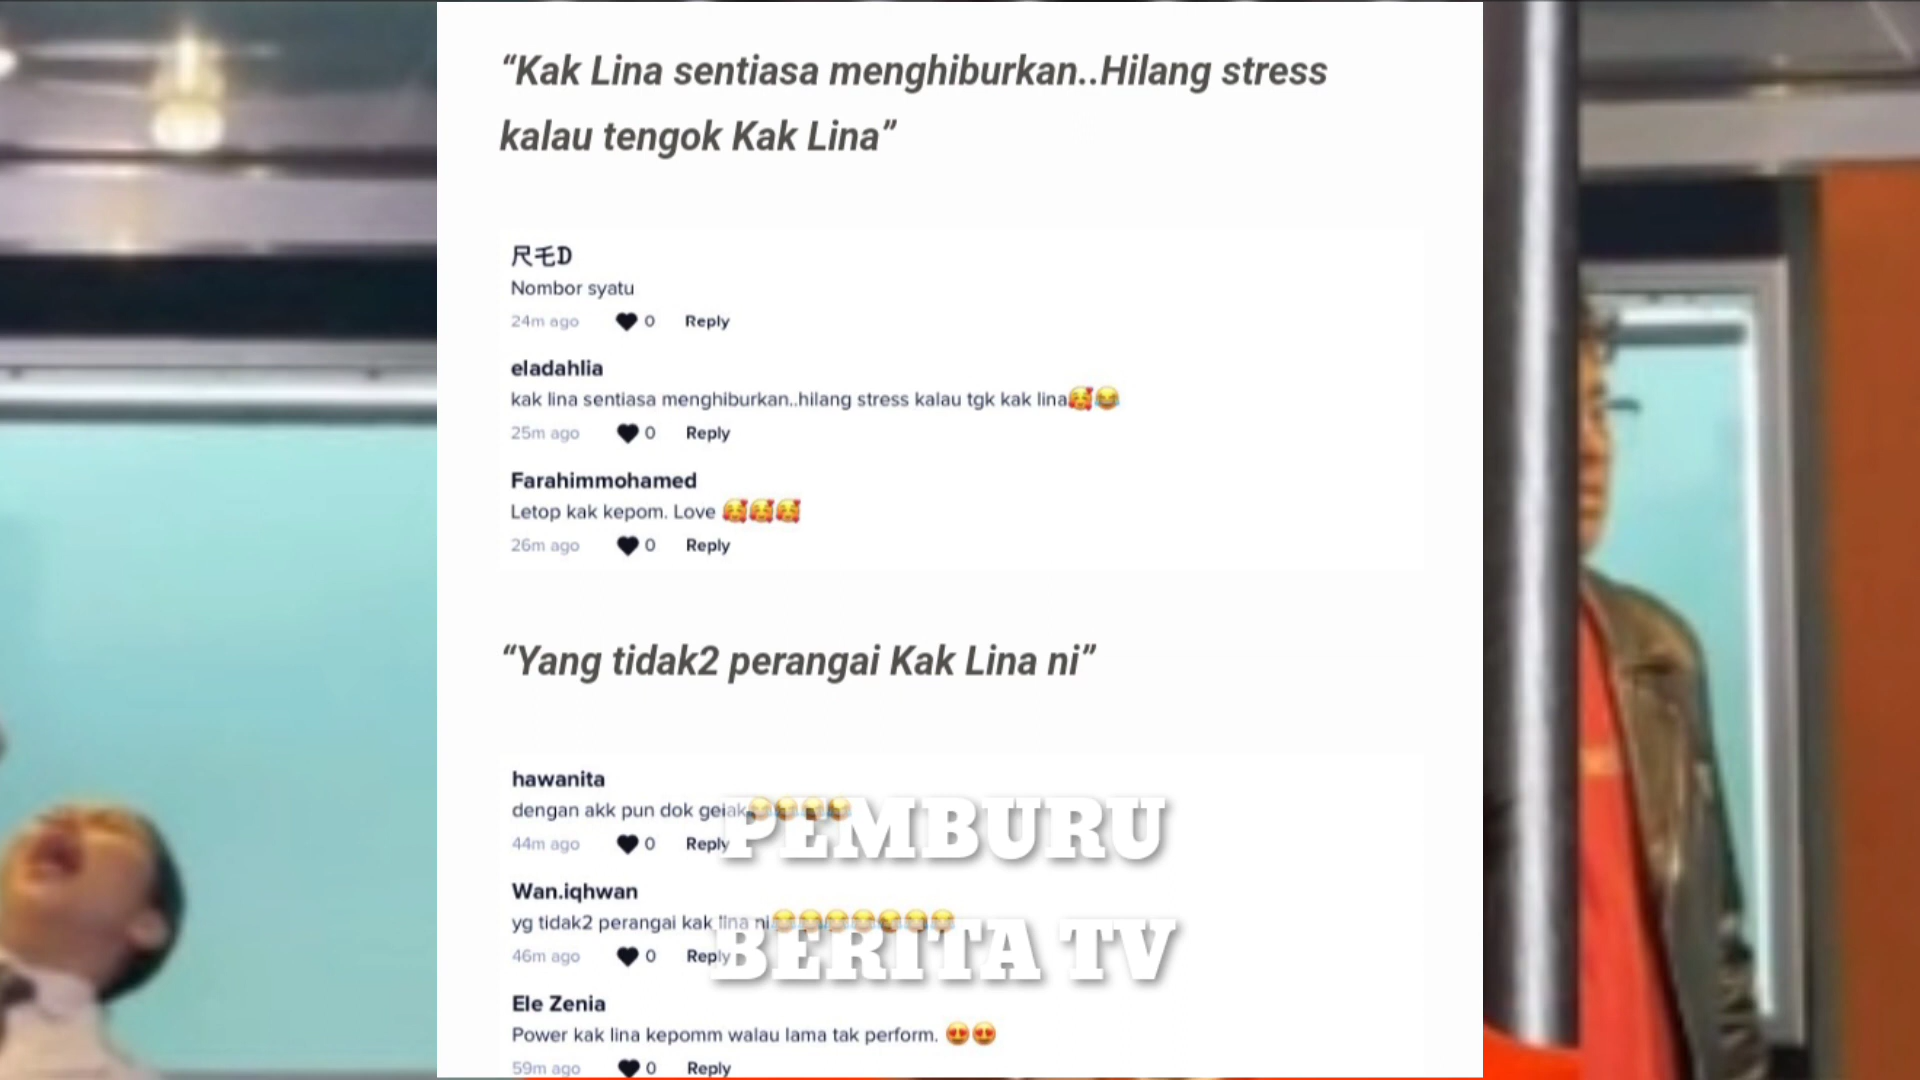 “Kak Lina sentiasa menghiburkan..Hilang stress
kalau tengok Kak Lina”
尺乇D
Nombor syatu
24m ago 0 Reply
eladahlia
kak lina sentiasa menghiburkan..hilang stress kalau tgk kak lina🥰😂
25m ago 0 Reply
Farahimmohamed
Letop kak kepom. Love 🥰🥰🥰
26m ago 0 Reply
“Yang tidak2 perangai Kak Lina ni”
hawanita
dengan akk pun dok gelak😂😂😂😂
44m ago 0 Reply
Wan.iqhwan
yg tidak2 perangai kak lina ni😂😂😂😂😂😂😂
46m ago 0 Reply
Ele Zenia
Power kak lina kepomm walau lama tak perform. 😍😍
59m ago 0 Reply
PEMBURU
BERITA TV